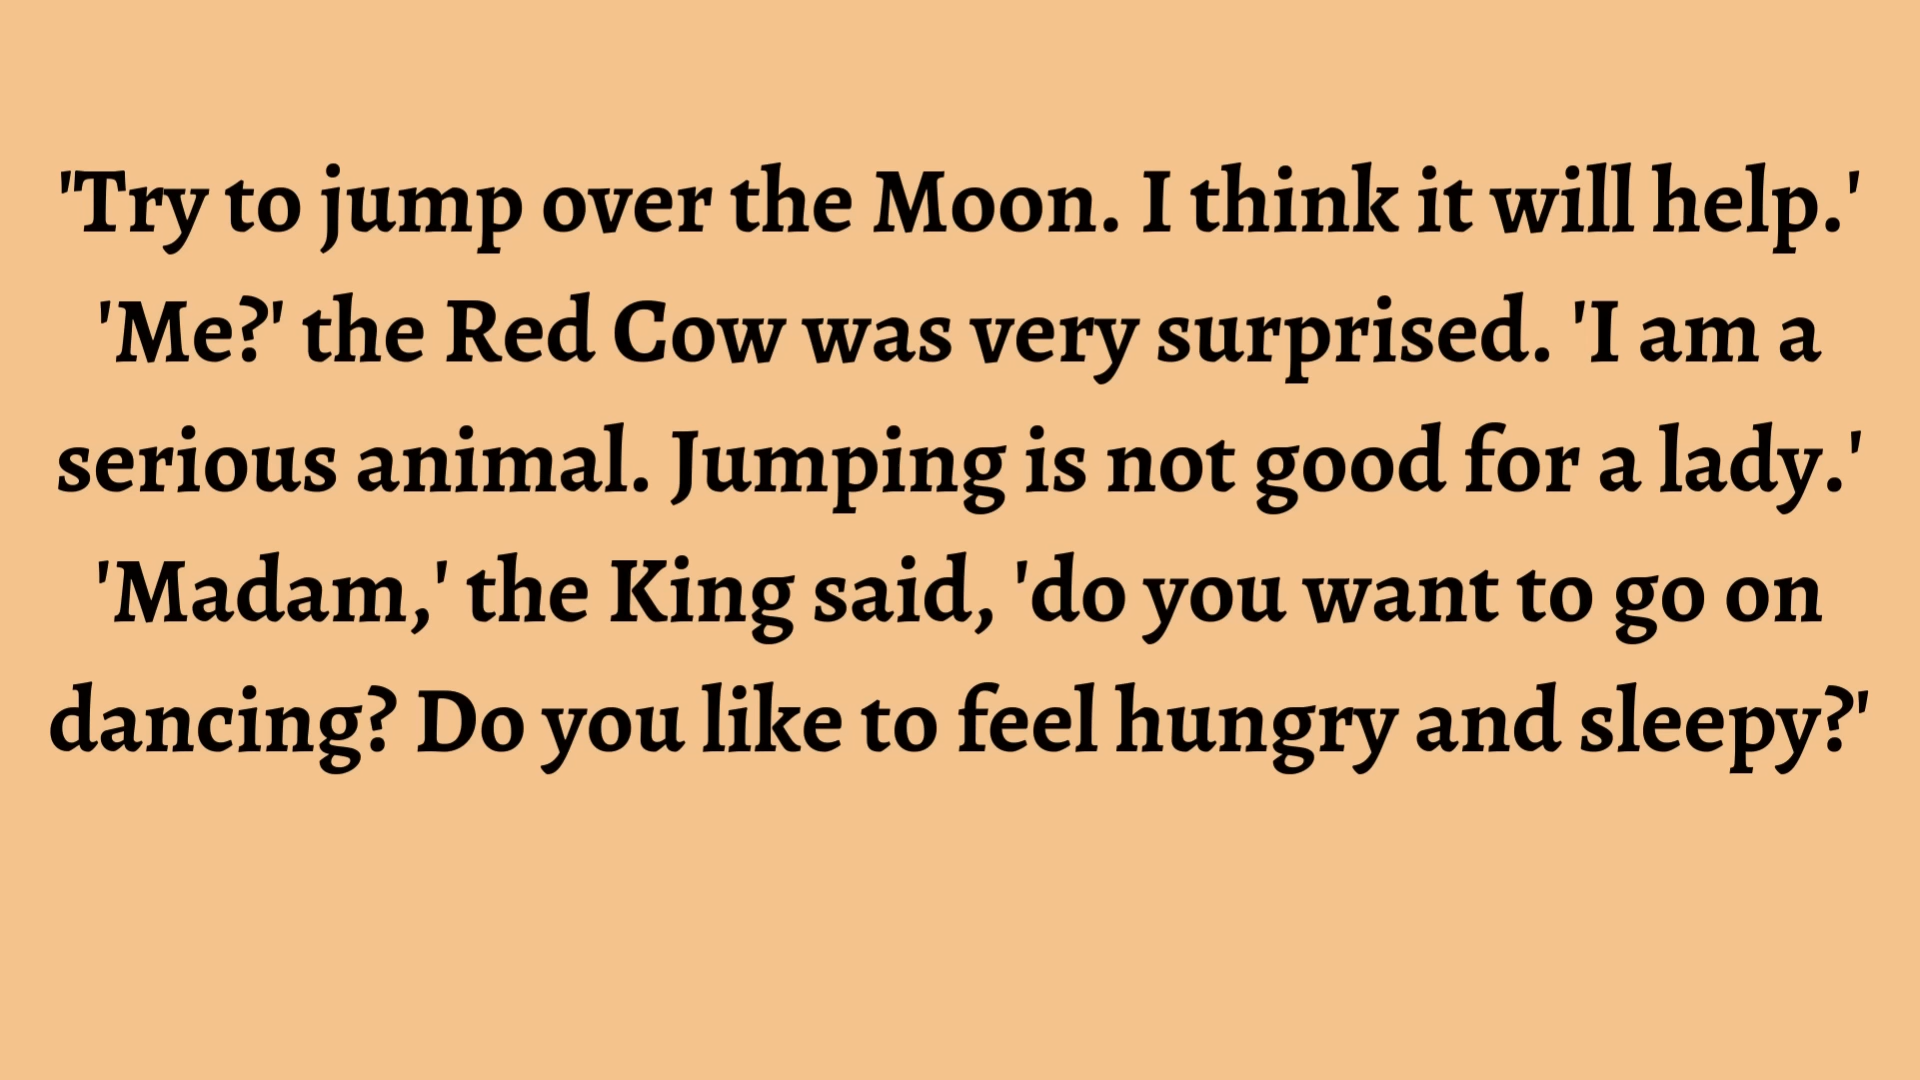 'Try to jump over the Moon. I think it will help.'
'Me?' the Red Cow was very surprised. 'I am a
serious animal. Jumping is not good for a lady.'
'Madam,' the King said, 'do you want to go on
dancing? Do you like to feel hungry and sleepy?'